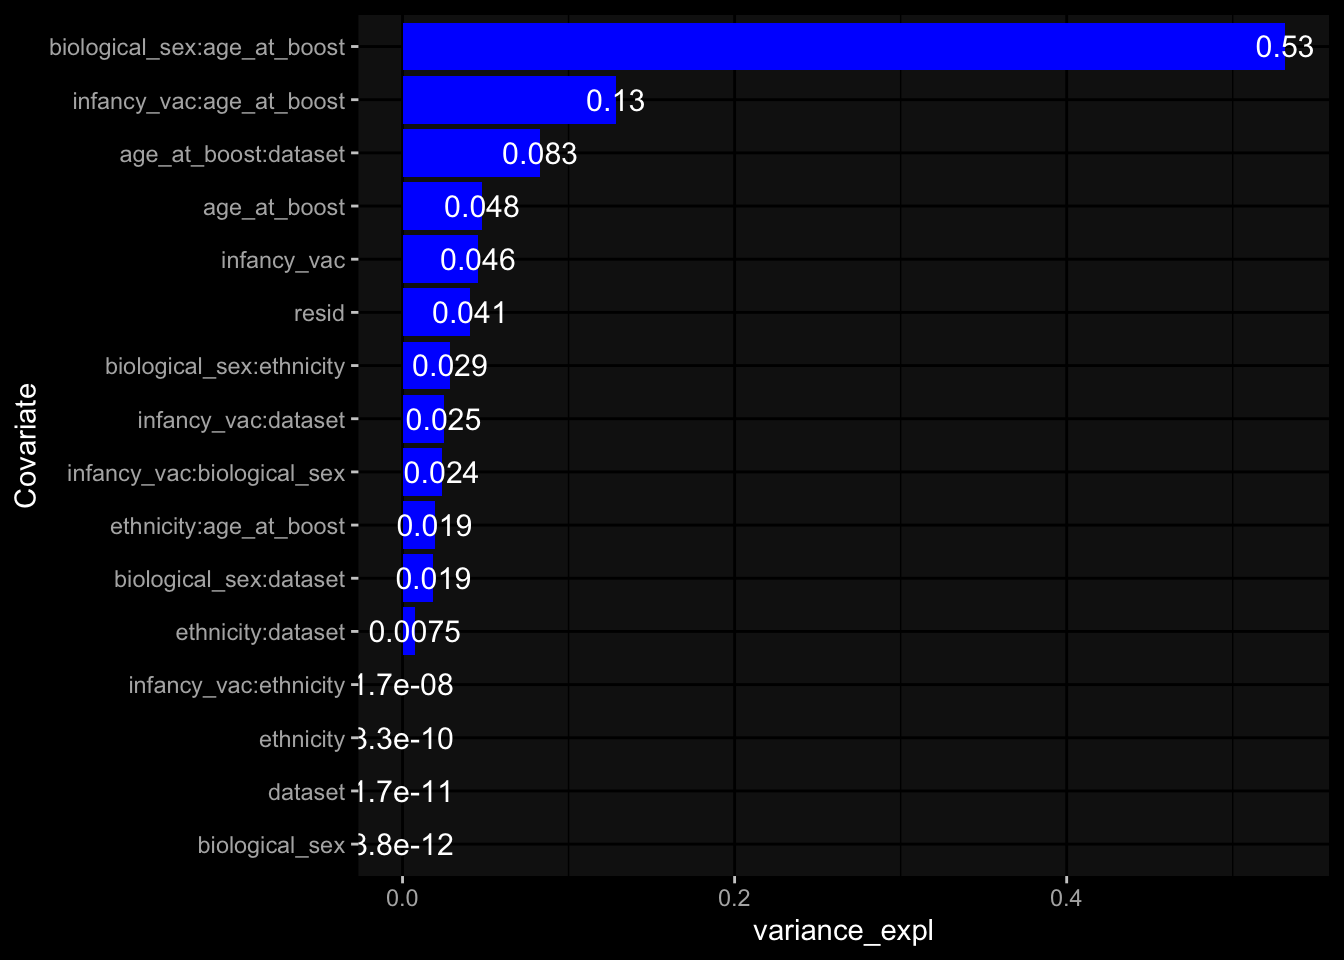 biological_sex:age_at_boost 0.53
infancy_vac:age_at_boost 0.13
age_at_boost:dataset 0.083
age_at_boost 0.048
infancy_vac 0.046
resid 0.041
biological_sex:ethnicity 0.029
infancy_vac:dataset 0.025
infancy_vac:biological_sex 0.024
ethnicity:age_at_boost 0.019
biological_sex:dataset 0.019
ethnicity:dataset 0.0075
infancy_vac:ethnicity 1.7e-08
ethnicity 3.3e-10
dataset 1.7e-11
biological_sex
Covariate
0.0 0.2 0.4
variance_expl